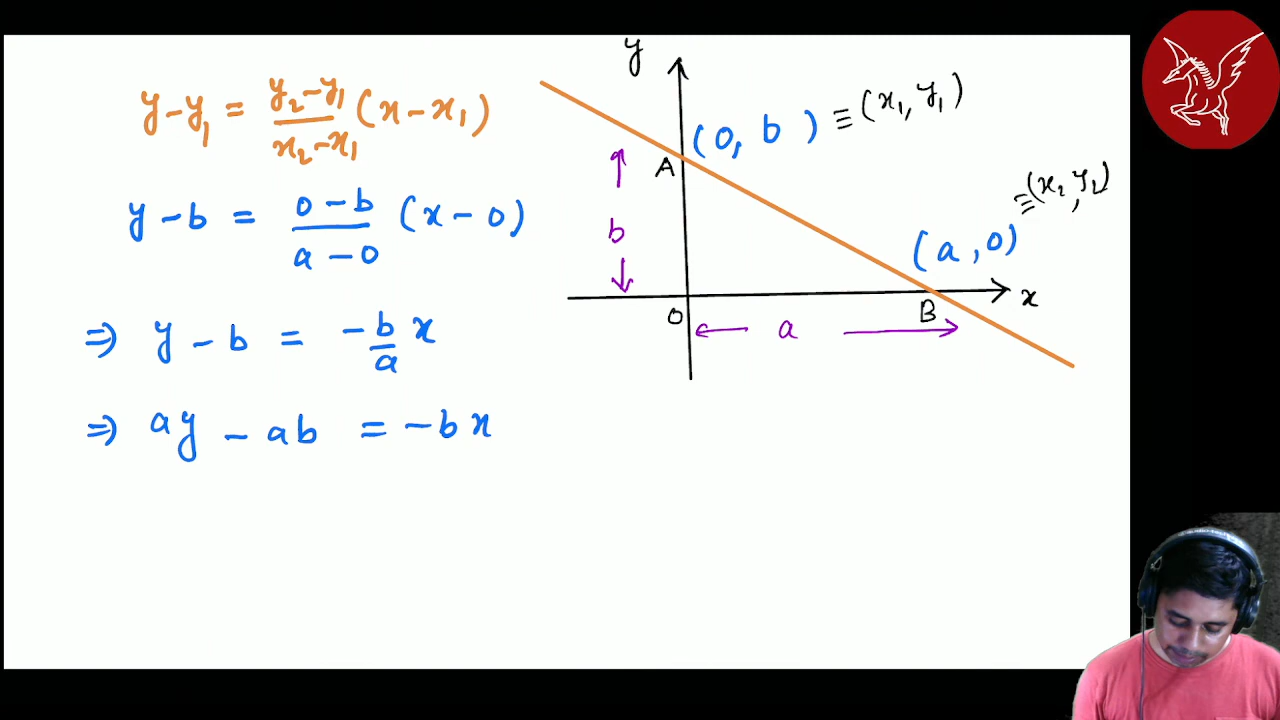 y-y₁ = y₂-y₁/x₂-x₁ (x-x₁)
y-b = 0-b/a-0 (x-0)
⇒ y-b = -b/a x
⇒ ay - ab = -bx
y
(0, b) ≡ (x₁, y₁)
A
b
≡ (x₂, y₂)
(a, 0)
x
O
B
a